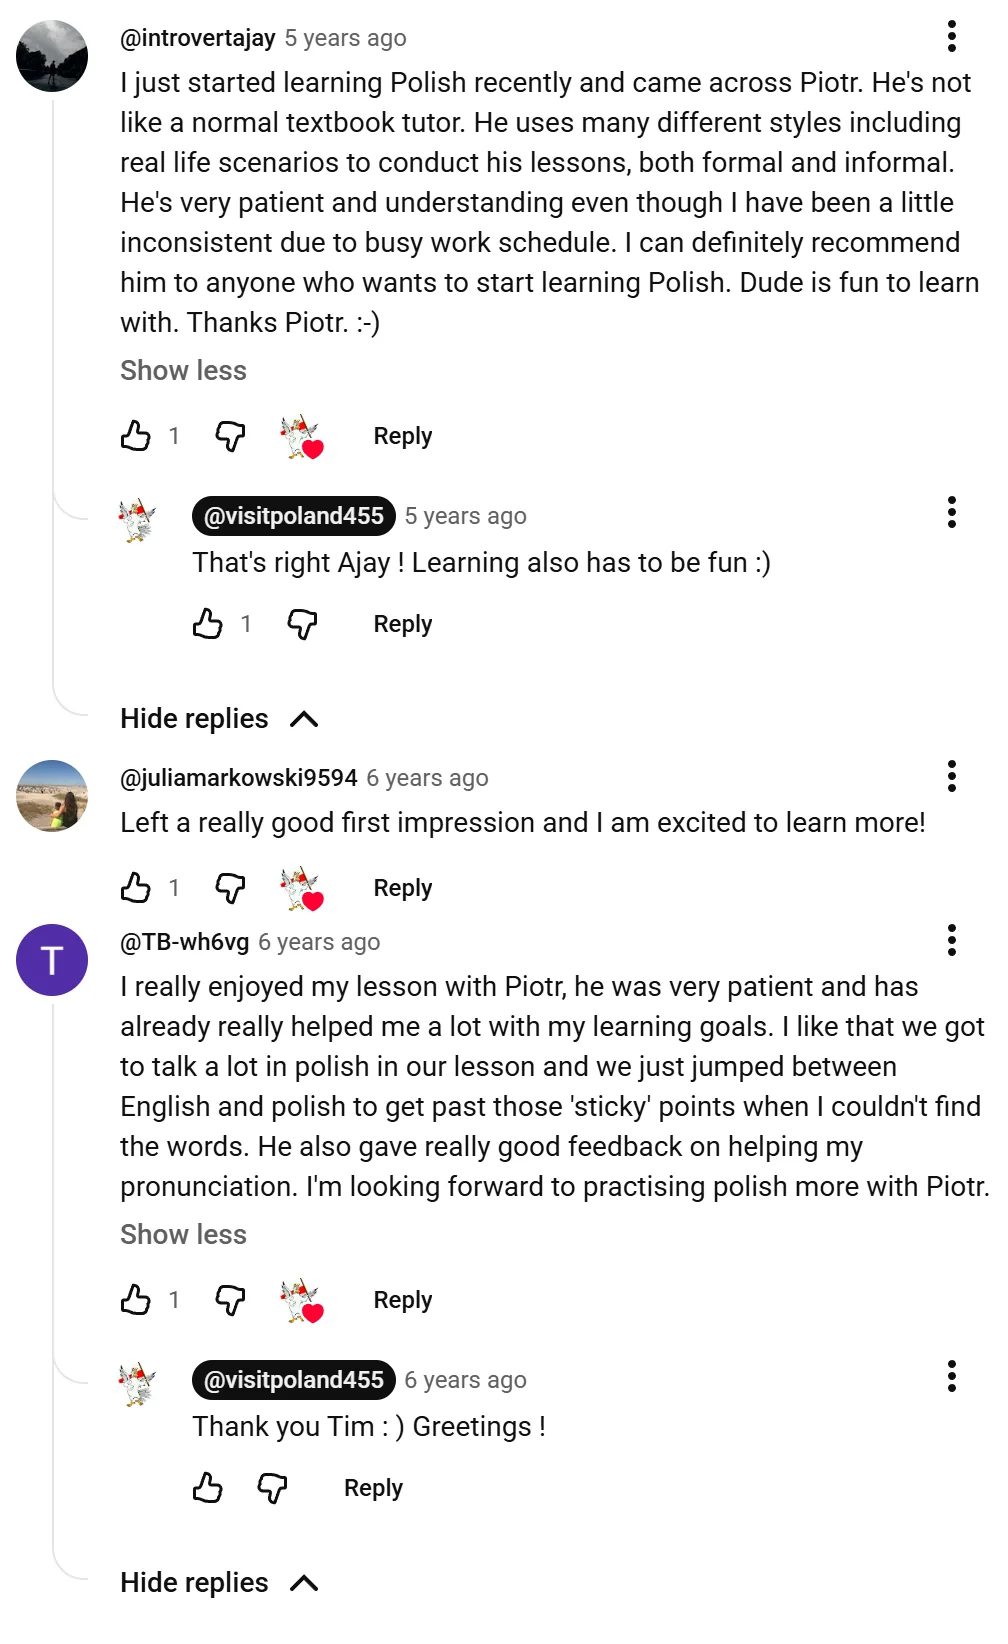 @introvertajay 5 years ago
I just started learning Polish recently and came across Piotr. He's not
like a normal textbook tutor. He uses many different styles including
real life scenarios to conduct his lessons, both formal and informal.
He's very patient and understanding even though I have been a little
inconsistent due to busy work schedule. I can definitely recommend
him to anyone who wants to start learning Polish. Dude is fun to learn
with. Thanks Piotr. :-)
Show less
1 Reply
@visitpoland455 5 years ago
That's right Ajay ! Learning also has to be fun :)
1 Reply
Hide replies
@juliamarkowski9594 6 years ago
Left a really good first impression and I am excited to learn more!
1 Reply
T
@TB-wh6vg 6 years ago
I really enjoyed my lesson with Piotr, he was very patient and has
already really helped me a lot with my learning goals. I like that we got
to talk a lot in polish in our lesson and we just jumped between
English and polish to get past those 'sticky' points when I couldn't find
the words. He also gave really good feedback on helping my
pronunciation. I'm looking forward to practising polish more with Piotr.
Show less
1 Reply
@visitpoland455 6 years ago
Thank you Tim : ) Greetings !
Reply
Hide replies